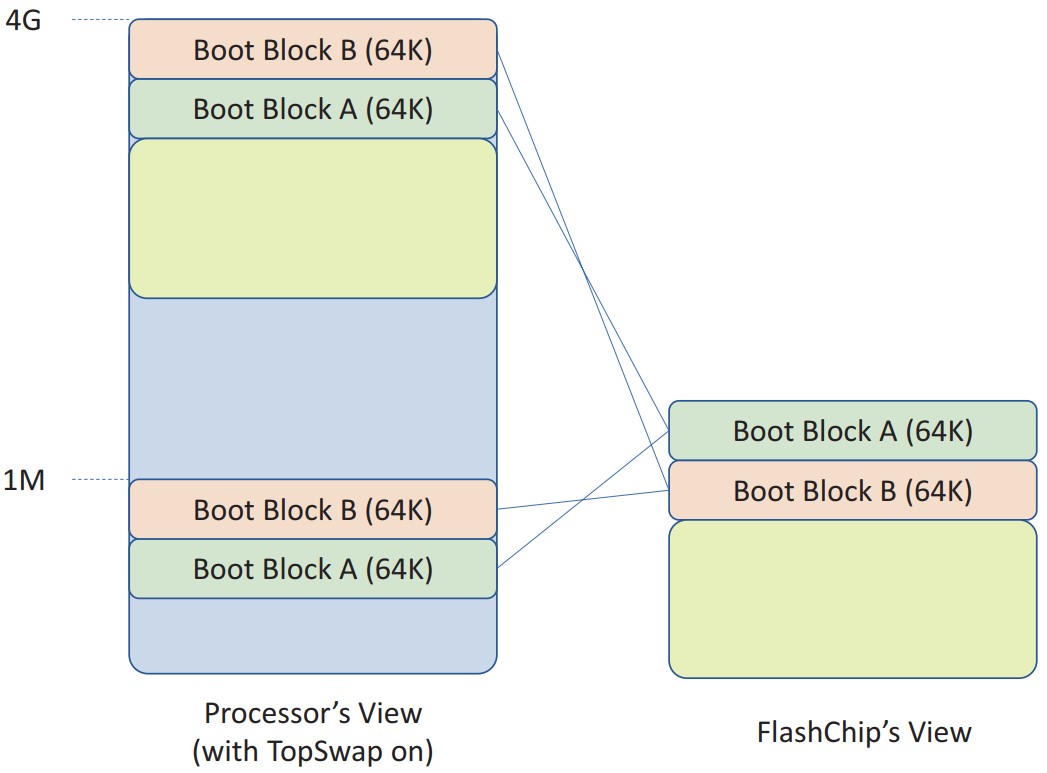 4G
Boot Block B (64K)
Boot Block A (64K)
1M
Boot Block B (64K)
Boot Block A (64K)
Processor’s View
(with TopSwap on)
Boot Block A (64K)
Boot Block B (64K)
FlashChip’s View